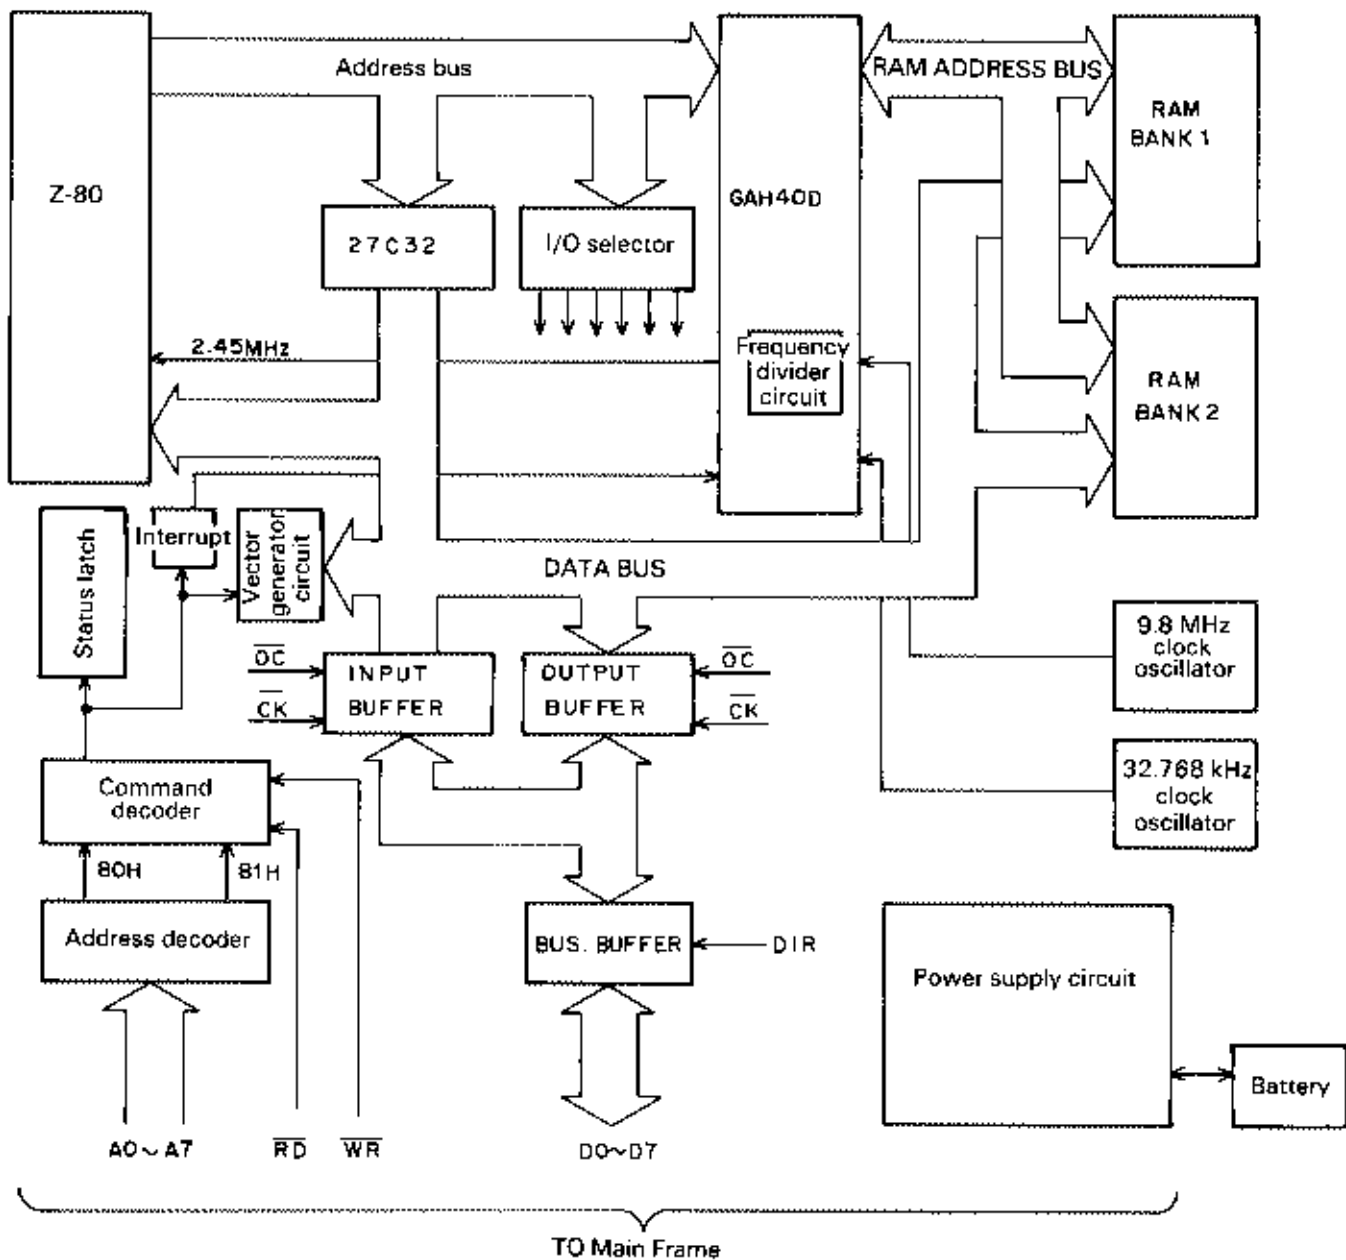 Address bus
RAM ADDRESS BUS
RAM
BANK 1
Z-80
GAH40D
27C32
I/O selector
2.45MHz
Frequency
divider
circuit
RAM
BANK 2
Interrupt
Status latch
Vector
generator
circuit
DATA BUS
9.8 MHz
clock
oscillator
OC
INPUT
BUFFER
CK
OUTPUT
BUFFER
OC
CK
32.768 kHz
clock
oscillator
Command
decoder
80H
81H
Address decoder
BUS. BUFFER
DIR
Power supply circuit
Battery
A0~A7
RD
WR
D0~D7
TO Main Frame